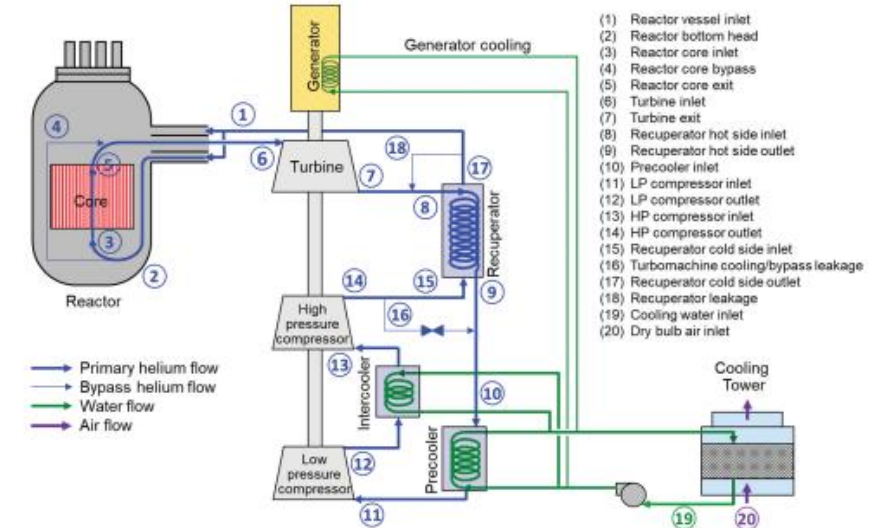 Generator
Generator cooling
(1) Reactor vessel inlet
(2) Reactor bottom head
(3) Reactor core inlet
(4) Reactor core bypass
(5) Reactor core exit
(6) Turbine inlet
(7) Turbine exit
(8) Recuperator hot side inlet
(9) Recuperator hot side outlet
(10) Precooler inlet
(11) LP compressor inlet
(12) LP compressor outlet
(13) HP compressor inlet
(14) HP compressor outlet
(15) Recuperator cold side inlet
(16) Turbomachine cooling/bypass leakage
(17) Recuperator cold side outlet
(18) Recuperator leakage
(19) Cooling water inlet
(20) Dry bulb air inlet
1
4
18
6
5
Turbine
17
7
8
Core
Recuperator
3
2
14
15
9
Reactor
16
High
pressure
compressor
13
Primary helium flow
Bypass helium flow
Water flow
Air flow
Intercooler
10
Cooling
Tower
12
Low
pressure
compressor
Precooler
11
19
20